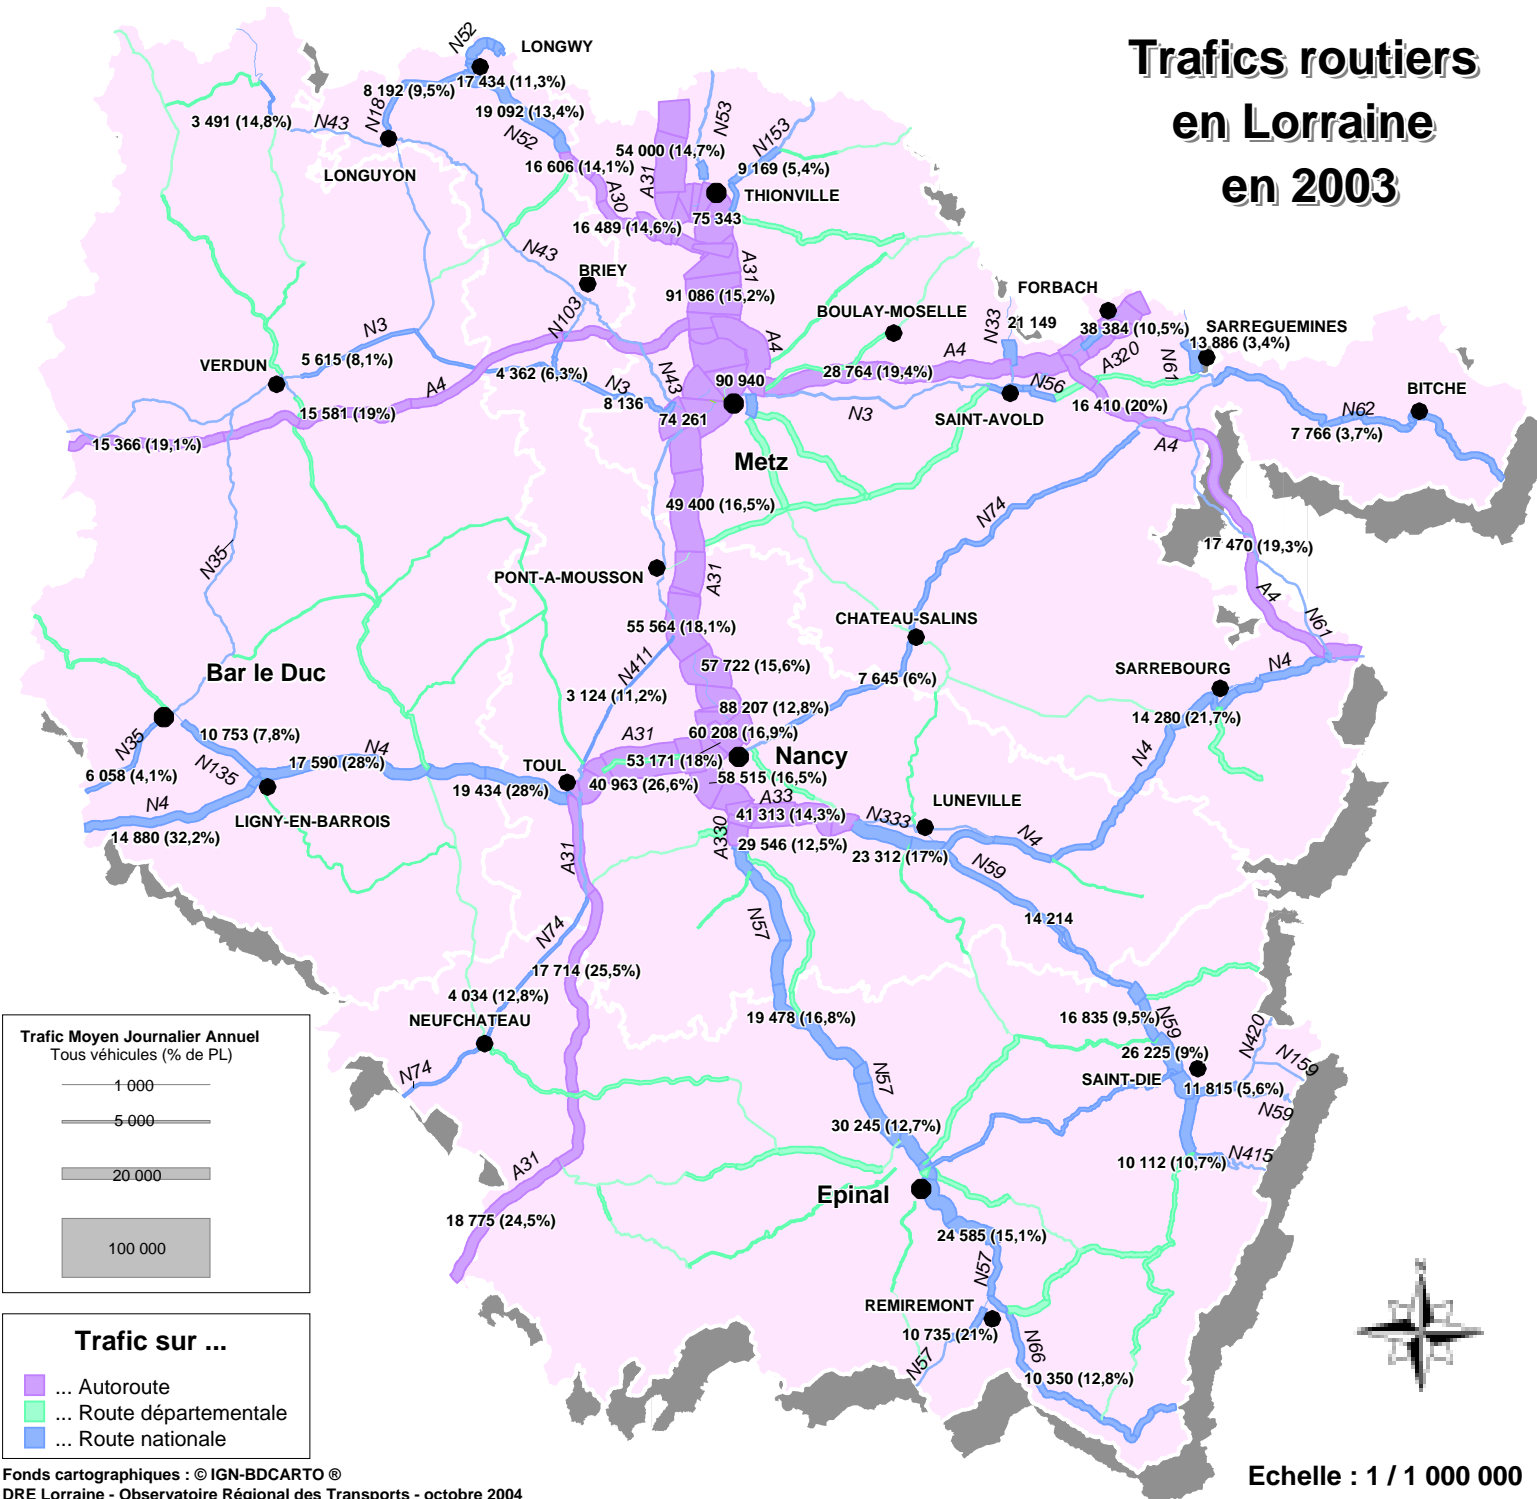 Trafics routiers
en Lorraine
en 2003
N52
LONGWY
17 434 (11,3%)
8 192 (9,5%)
N18
19 092 (13,4%)
3 491 (14,8%)
N43
N52
LONGUYON
16 606 (14,1%)
A30
54 000 (14,7%)
A31
N53
N153
9 169 (5,4%)
THIONVILLE
75 343
16 489 (14,6%)
N43
BRIEY
A31
91 086 (15,2%)
N103
A4
BOULAY-MOSELLE
N33
21 149
FORBACH
38 384 (10,5%)
A320
SARREGUEMINES
13 886 (3,4%)
N61
N3
5 615 (8,1%)
VERDUN
A4
4 362 (6,3%)
N3
8 136
N43
90 940
74 261
28 764 (19,4%)
A4
N56
N3
SAINT-AVOLD
16 410 (20%)
A4
BITCHE
N62
7 766 (3,7%)
15 581 (19%)
15 366 (19,1%)
Metz
49 400 (16,5%)
N74
N35
17 470 (19,3%)
A4
N61
PONT-A-MOUSSON
A31
CHATEAU-SALINS
55 564 (18,1%)
N411
57 722 (15,6%)
7 645 (6%)
SARREBOURG
N4
Bar le Duc
3 124 (11,2%)
88 207 (12,8%)
14 280 (21,7%)
N4
N35
10 753 (7,8%)
N135
N4
17 590 (28%)
A31
60 208 (16,9%)
Nancy
53 171 (18%)
TOUL
6 058 (4,1%)
19 434 (28%)
40 963 (26,6%)
58 515 (16,5%)
N4
14 880 (32,2%)
LIGNY-EN-BARROIS
A33
41 313 (14,3%)
A330
29 546 (12,5%)
N333
LUNEVILLE
N4
23 312 (17%)
A31
N59
N57
14 214
N74
17 714 (25,5%)
4 034 (12,8%)
NEUFCHATEAU
N74
19 478 (16,8%)
16 835 (9,5%)
N59
N420
N159
26 225 (9%)
SAINT-DIE
11 815 (5,6%)
N59
N57
30 245 (12,7%)
10 112 (10,7%)
N415
A31
18 775 (24,5%)
Epinal
24 585 (15,1%)
N57
REMIREMONT
10 735 (21%)
N57
N66
10 350 (12,8%)
Trafic Moyen Journalier Annuel
Tous véhicules (% de PL)
1 000
5 000
20 000
100 000
Trafic sur ...
... Autoroute
... Route départementale
... Route nationale
Fonds cartographiques : © IGN-BDCARTO ®
DRE Lorraine - Observatoire Régional des Transports - octobre 2004
Echelle : 1 / 1 000 000